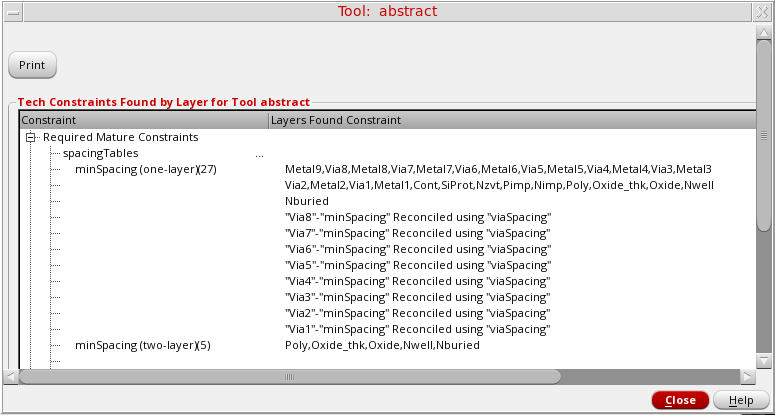 Tool: abstract
Print
Tech Constraints Found by Layer for Tool abstract
Constraint Layers Found Constraint
Required Mature Constraints
spacingTables ...
minSpacing (one-layer)(27) Metal9,Via8,Metal8,Via7,Metal7,Via6,Metal6,Via5,Metal5,Via4,Metal4,Via3,Metal3
Via2,Metal2,Via1,Metal1,Cont,SiProt,Nzvt,Pimp,Nimp,Poly,Oxide_thk,Oxide,Nwell
Nburied
"Via8"-"minSpacing" Reconciled using "viaSpacing"
"Via7"-"minSpacing" Reconciled using "viaSpacing"
"Via6"-"minSpacing" Reconciled using "viaSpacing"
"Via5"-"minSpacing" Reconciled using "viaSpacing"
"Via4"-"minSpacing" Reconciled using "viaSpacing"
"Via3"-"minSpacing" Reconciled using "viaSpacing"
"Via2"-"minSpacing" Reconciled using "viaSpacing"
"Via1"-"minSpacing" Reconciled using "viaSpacing"
minSpacing (two-layer)(5) Poly,Oxide_thk,Oxide,Nwell,Nburied
Close Help